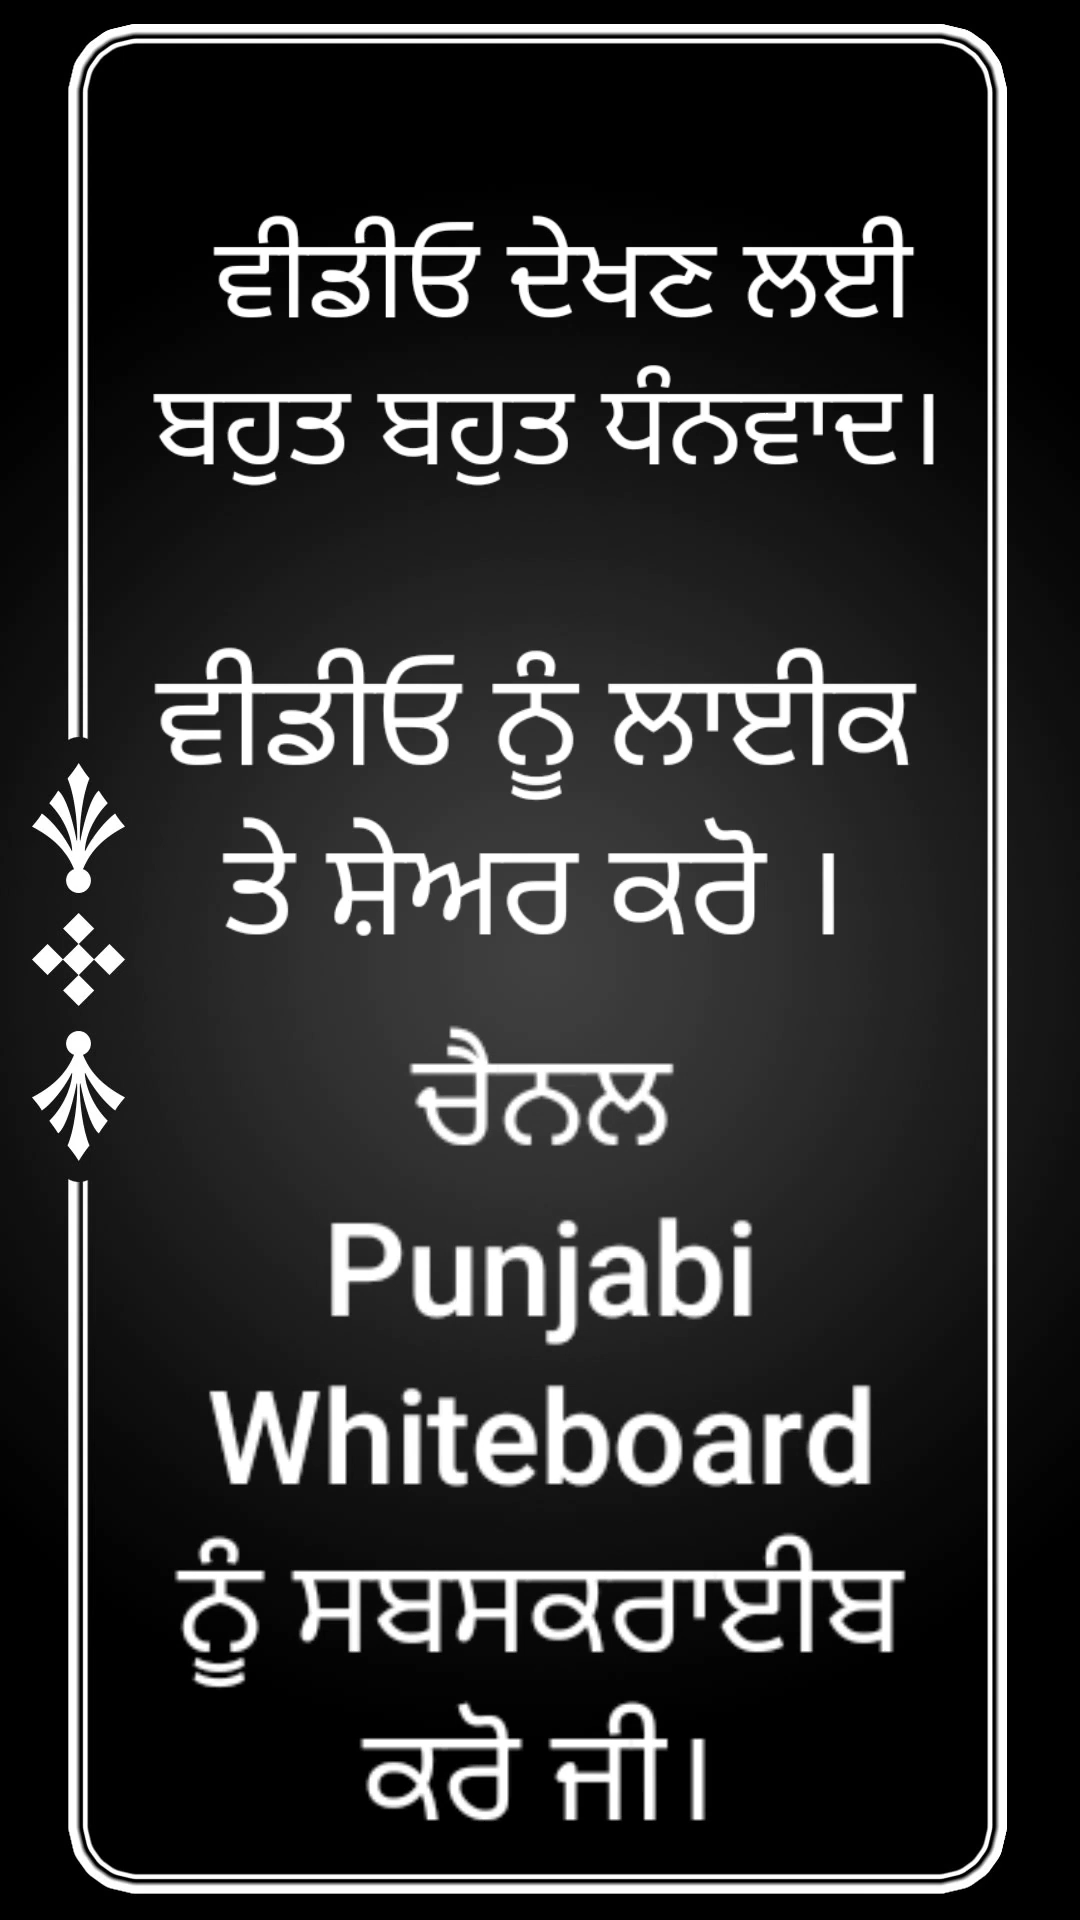 ਵੀਡੀਓ ਦੇਖਣ ਲਈ
ਬਹੁਤ ਬਹੁਤ ਧੰਨਵਾਦ।
ਵੀਡੀਓ ਨੂੰ ਲਾਈਕ
ਤੇ ਸ਼ੇਅਰ ਕਰੋ ।
ਚੈਨਲ
Punjabi
Whiteboard
ਨੂੰ ਸਬਸਕਰਾਈਬ
ਕਰੋ ਜੀ।